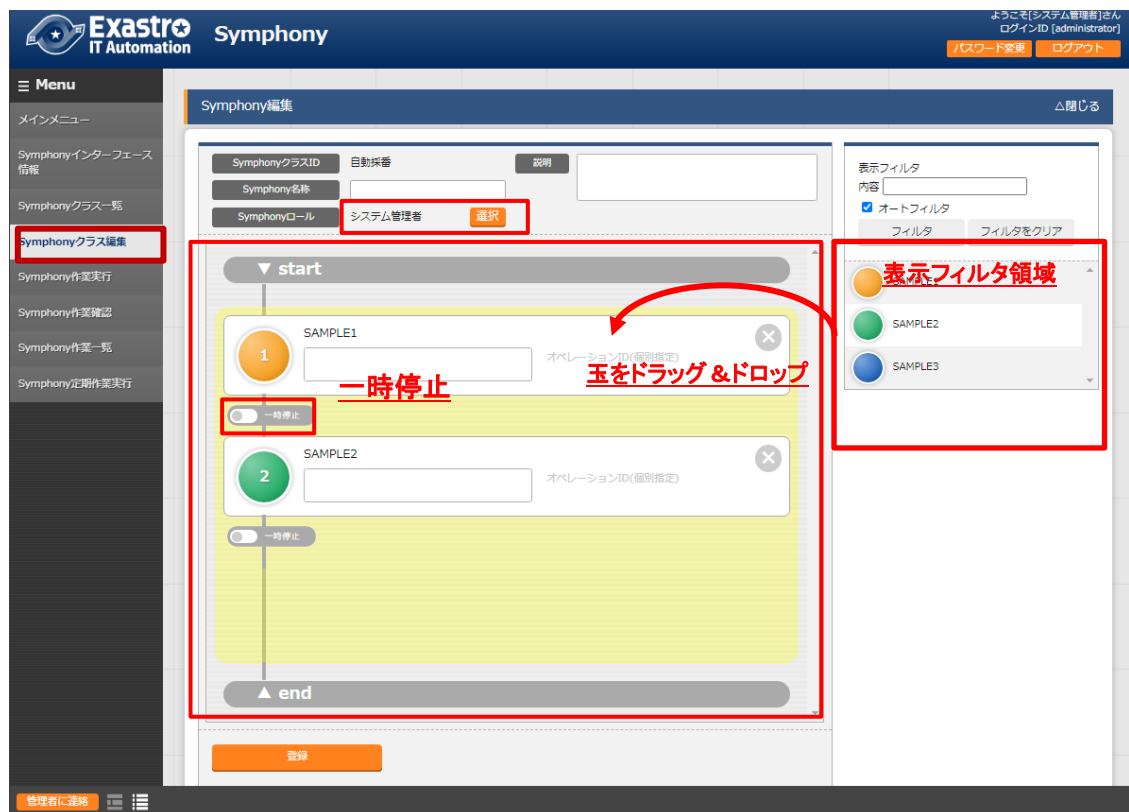 Exastro
IT Automation
Symphony
ようこそ[システム管理者]さん
ログインID [administrator]
パスワード変更
ログアウト
Menu
メインメニュー
Symphonyインターフェース
情報
Symphonyクラス一覧
Symphonyクラス編集
Symphony作業実行
Symphony作業確認
Symphony作業一覧
Symphony定期作業実行
Symphony編集
△閉じる
SymphonyクラスID
自動採番
説明
Symphony名称
Symphonyロール
システム管理者
選択
▼ start
SAMPLE1
1
オペレーションID(個別指定)
玉をドラッグ&ドロップ
一時停止
一時停止
SAMPLE2
2
オペレーションID(個別指定)
一時停止
▲ end
登録
表示フィルタ
内容
オートフィルタ
フィルタ
フィルタをクリア
表示フィルタ領域
SAMPLE1
SAMPLE2
SAMPLE3
管理者に連絡